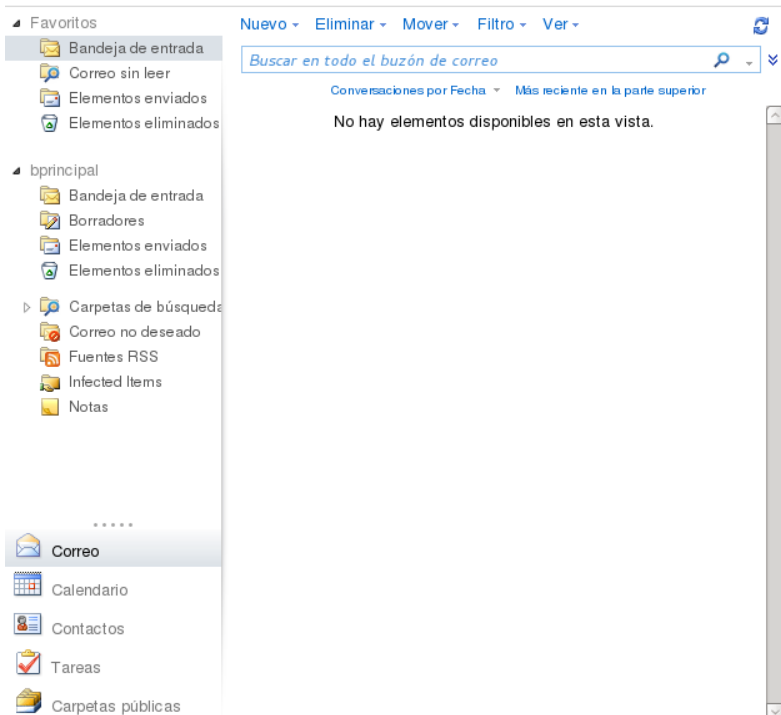 Favoritos
Bandeja de entrada
Correo sin leer
Elementos enviados
Elementos eliminados
bprincipal
Bandeja de entrada
Borradores
Elementos enviados
Elementos eliminados
Carpetas de búsqueda
Correo no deseado
Fuentes RSS
Infected Items
Notas
Correo
Calendario
Contactos
Tareas
Carpetas públicas
Nuevo Eliminar Mover Filtro Ver
Buscar en todo el buzón de correo
Conversaciones por Fecha Más reciente en la parte superior
No hay elementos disponibles en esta vista.